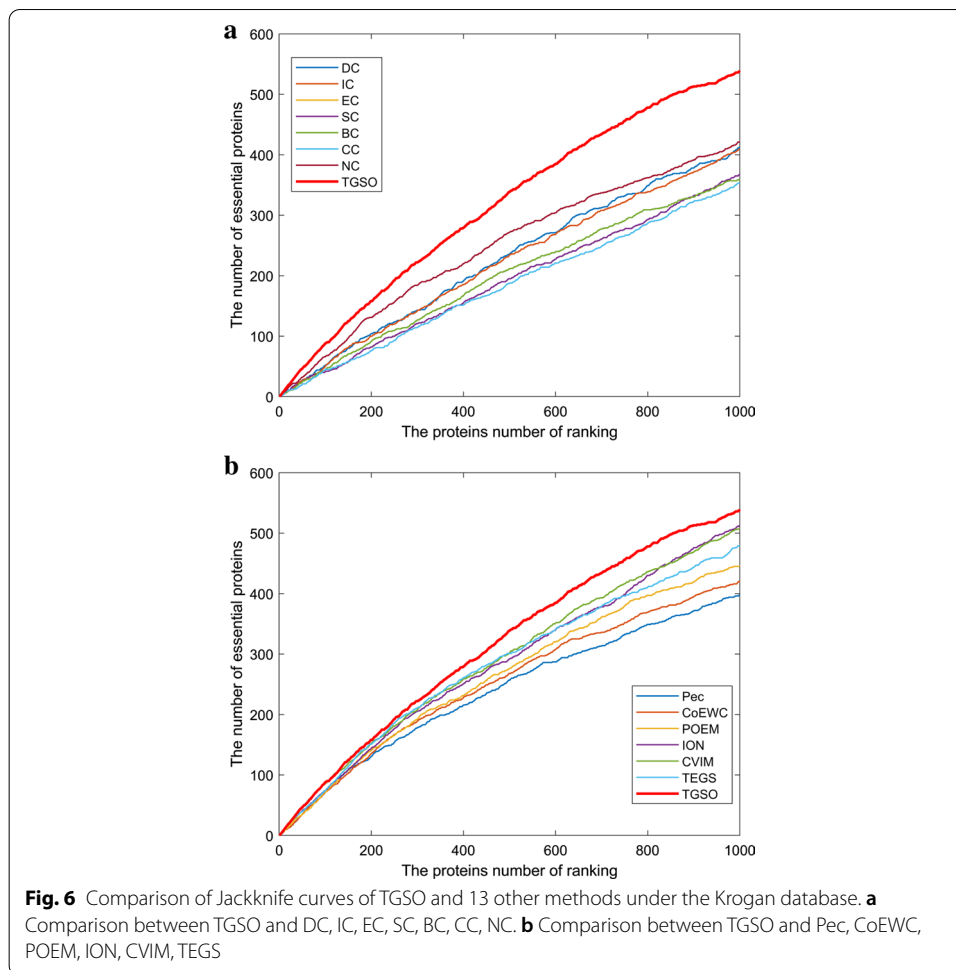 a
600
500
400
300
200
100
0
The number of essential proteins
DC
IC
EC
SC
BC
CC
NC
TGSO
0 200 400 600 800 1000
The proteins number of ranking
b
600
500
400
300
200
100
0
The number of essential proteins
Pec
CoEWC
POEM
ION
CVIM
TEGS
TGSO
0 200 400 600 800 1000
The proteins number of ranking
Fig. 6 Comparison of Jackknife curves of TGSO and 13 other methods under the Krogan database. a
Comparison between TGSO and DC, IC, EC, SC, BC, CC, NC. b Comparison between TGSO and Pec, CoEWC,
POEM, ION, CVIM, TEGS